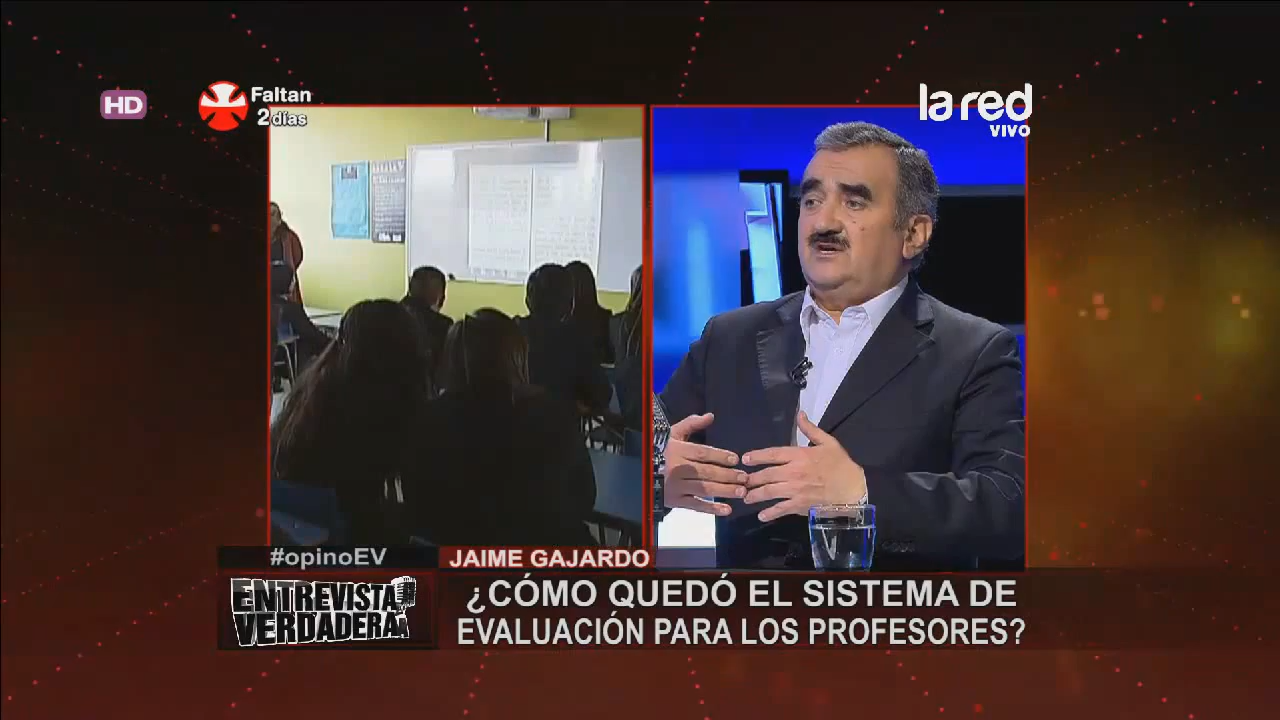 HD
Faltan
2 días
la red
VIVO
#opinoEV
JAIME GAJARDO
ENTREVISTA
VERDADERA
¿CÓMO QUEDÓ EL SISTEMA DE
EVALUACIÓN PARA LOS PROFESORES?